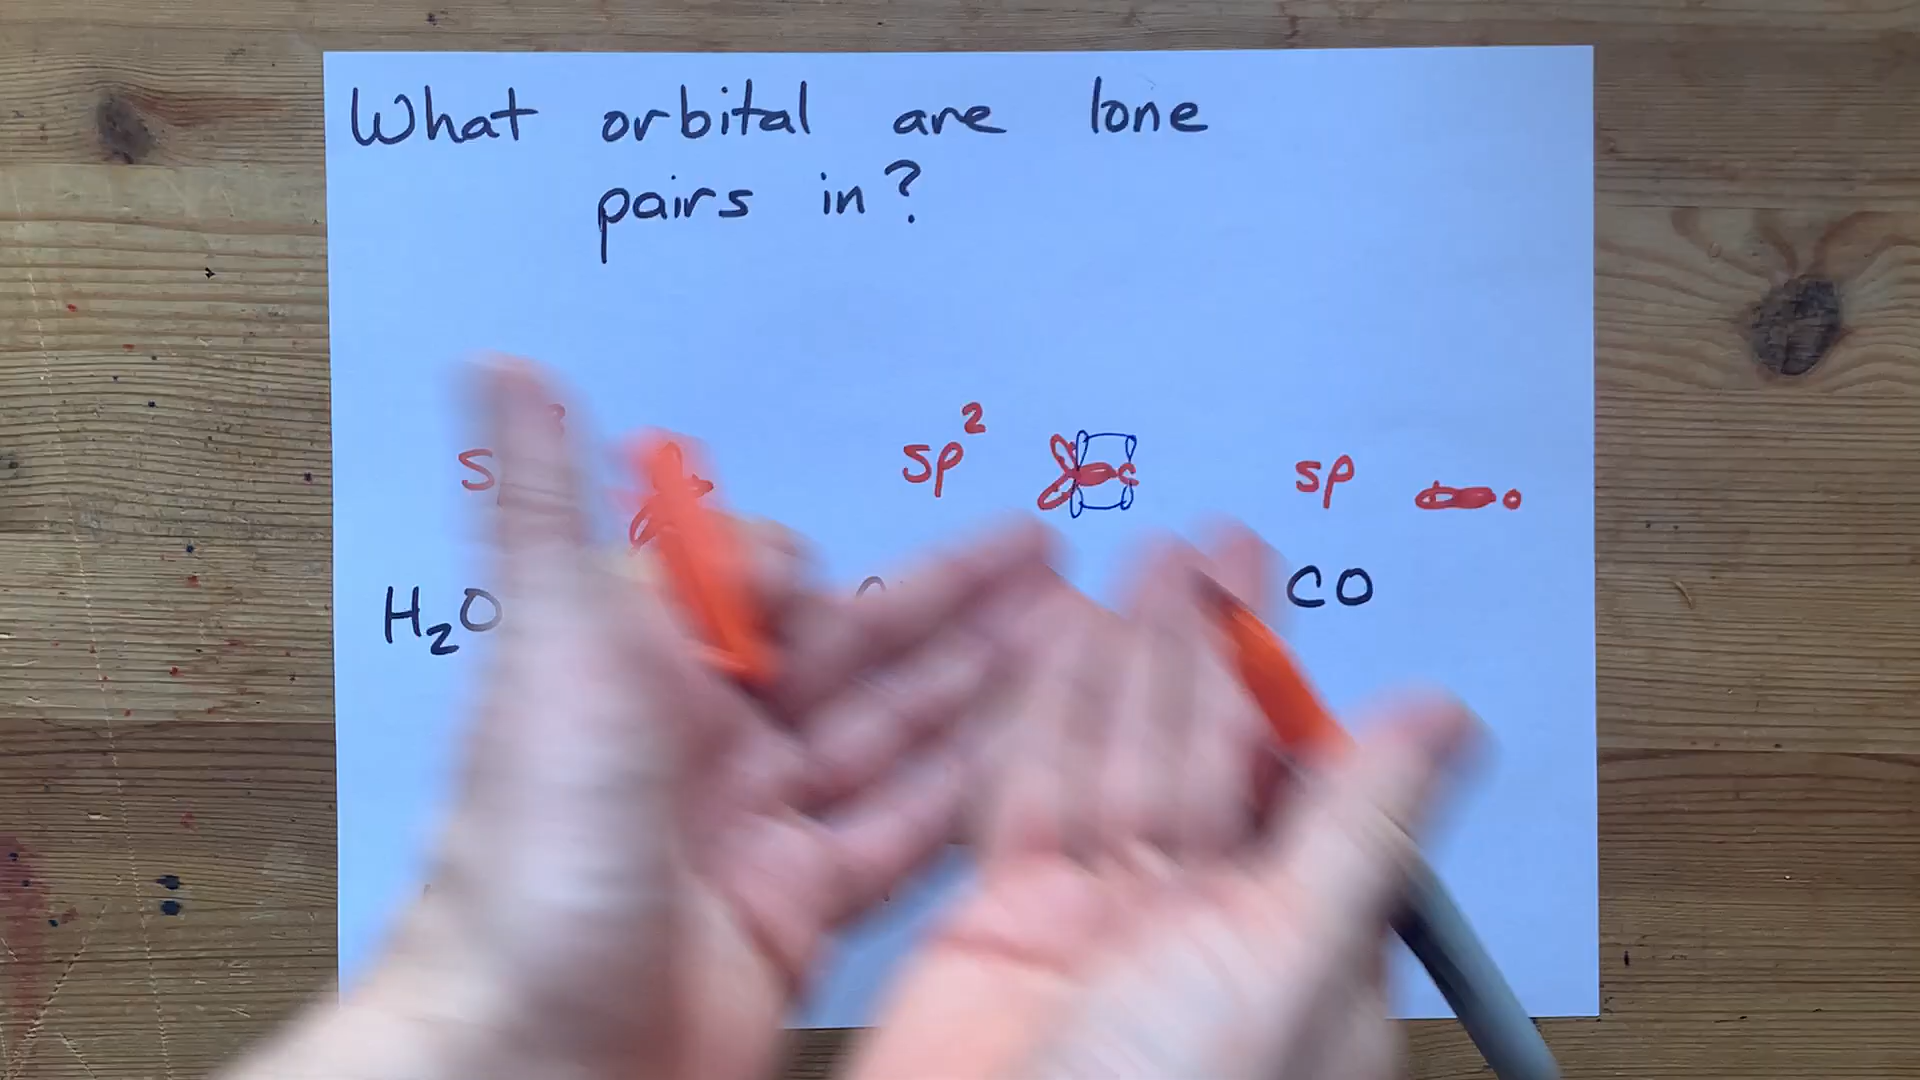 What orbital are lone
pairs in?
sp² sp
H₂O CO